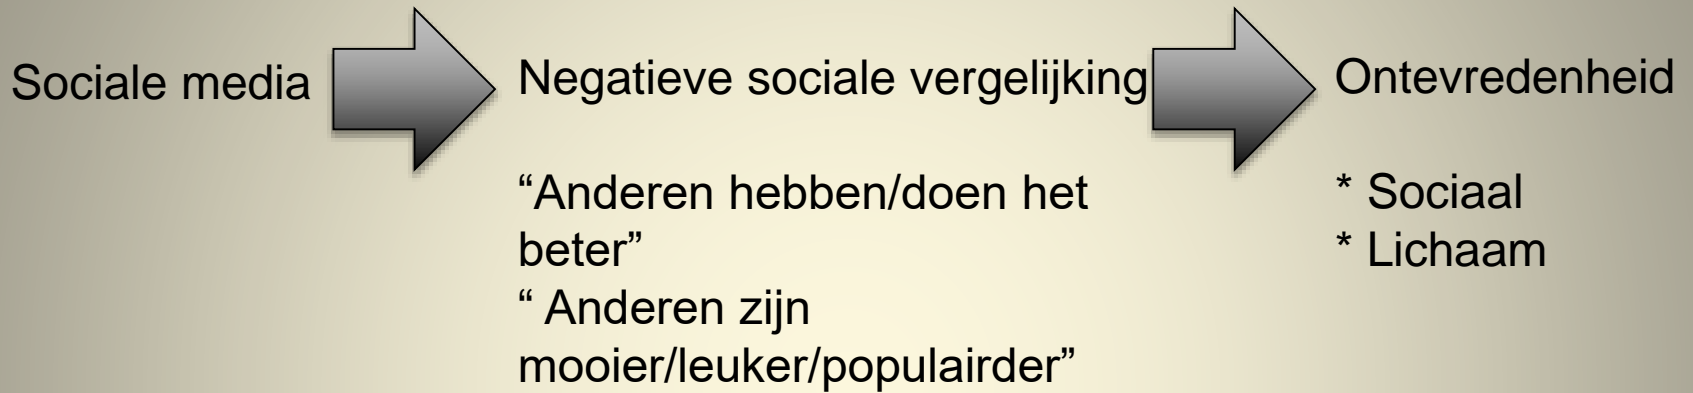 Sociale media
Negatieve sociale vergelijking
“Anderen hebben/doen het
beter”
“ Anderen zijn
mooier/leuker/populairder”
Ontevredenheid
* Sociaal
* Lichaam